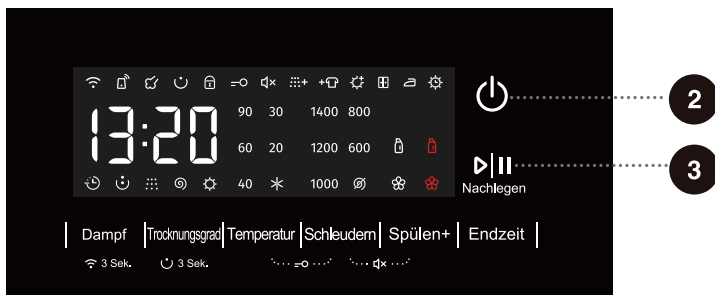 13:20
90 30 1400 800
60 20 1200 600
40 1000
2
3
Nachlegen
Dampf Trocknungsgrad Temperatur Schleudern Spülen+ Endzeit
3 Sek. 3 Sek.